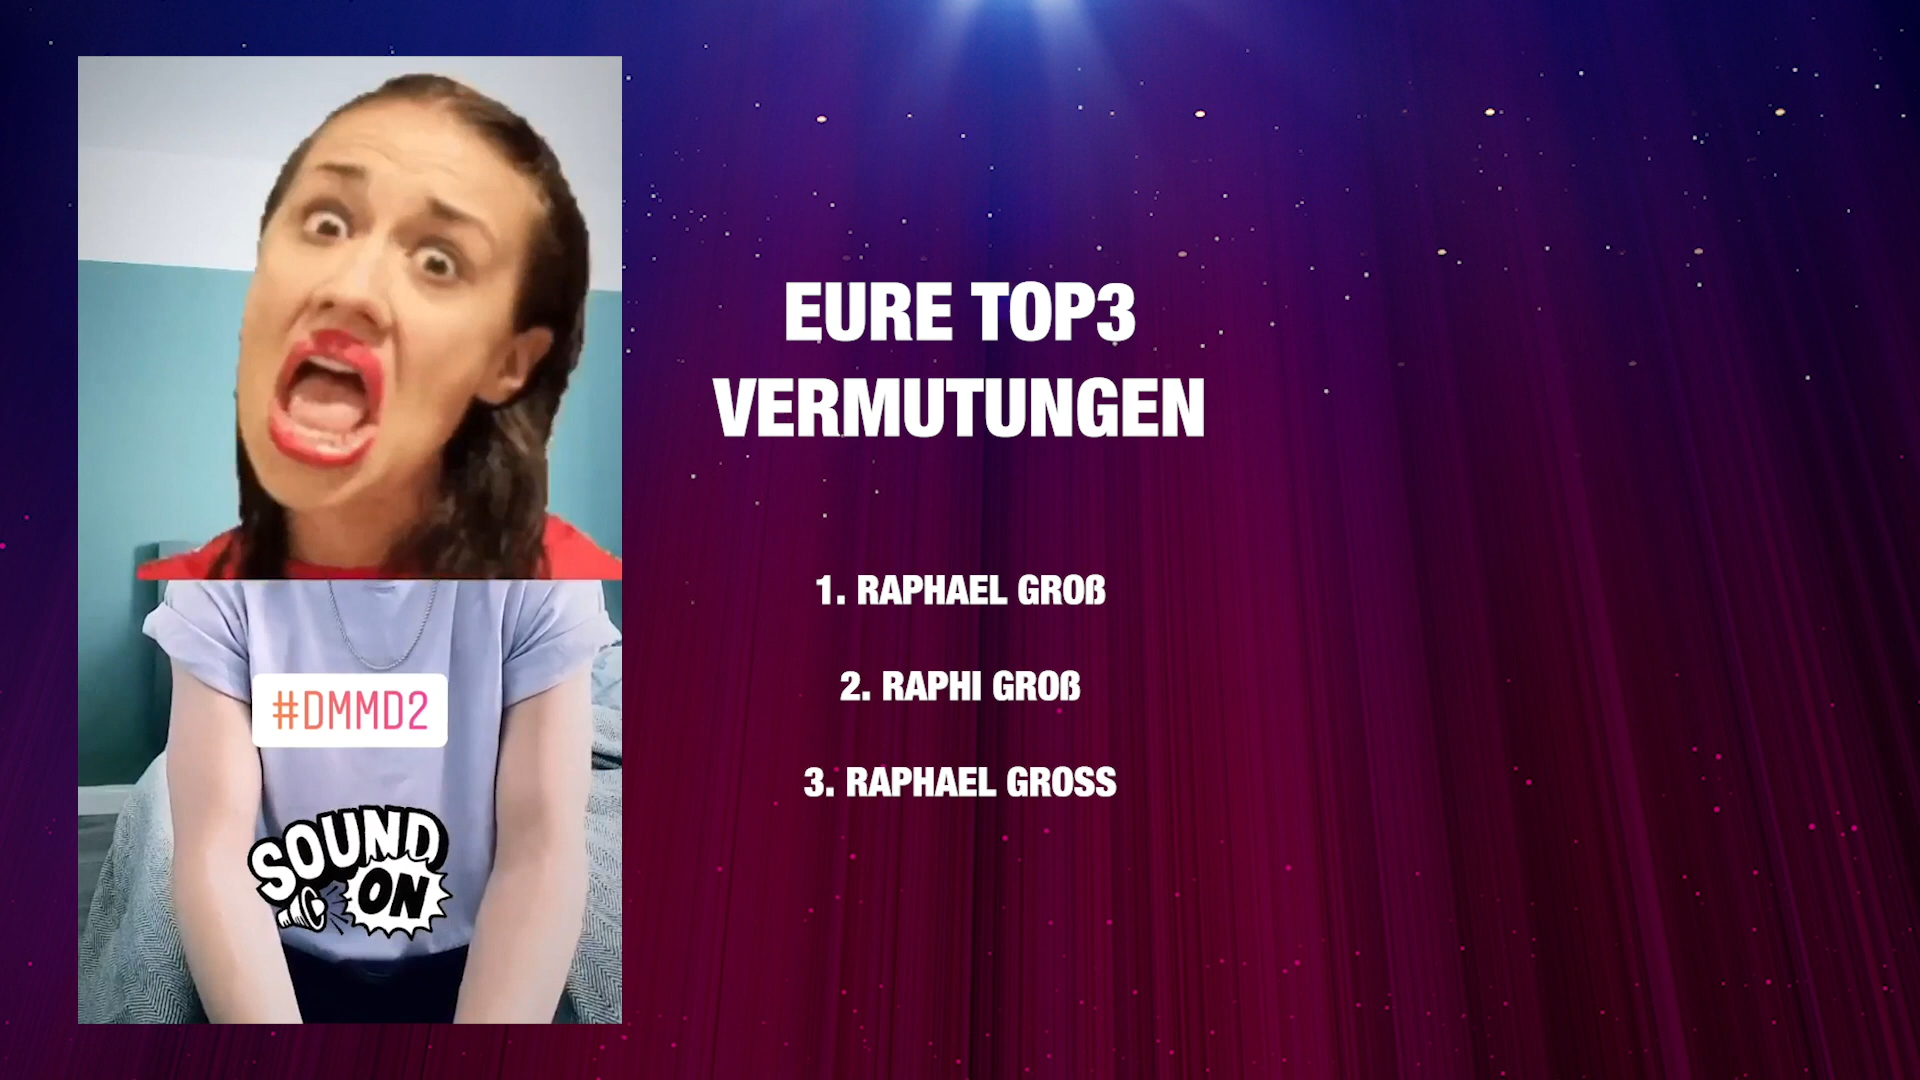 EURE TOP3
VERMUTUNGEN
1. RAPHAEL GROß
2. RAPHI GROß
3. RAPHAEL GROSS
#DMMD2
SOUND
ON